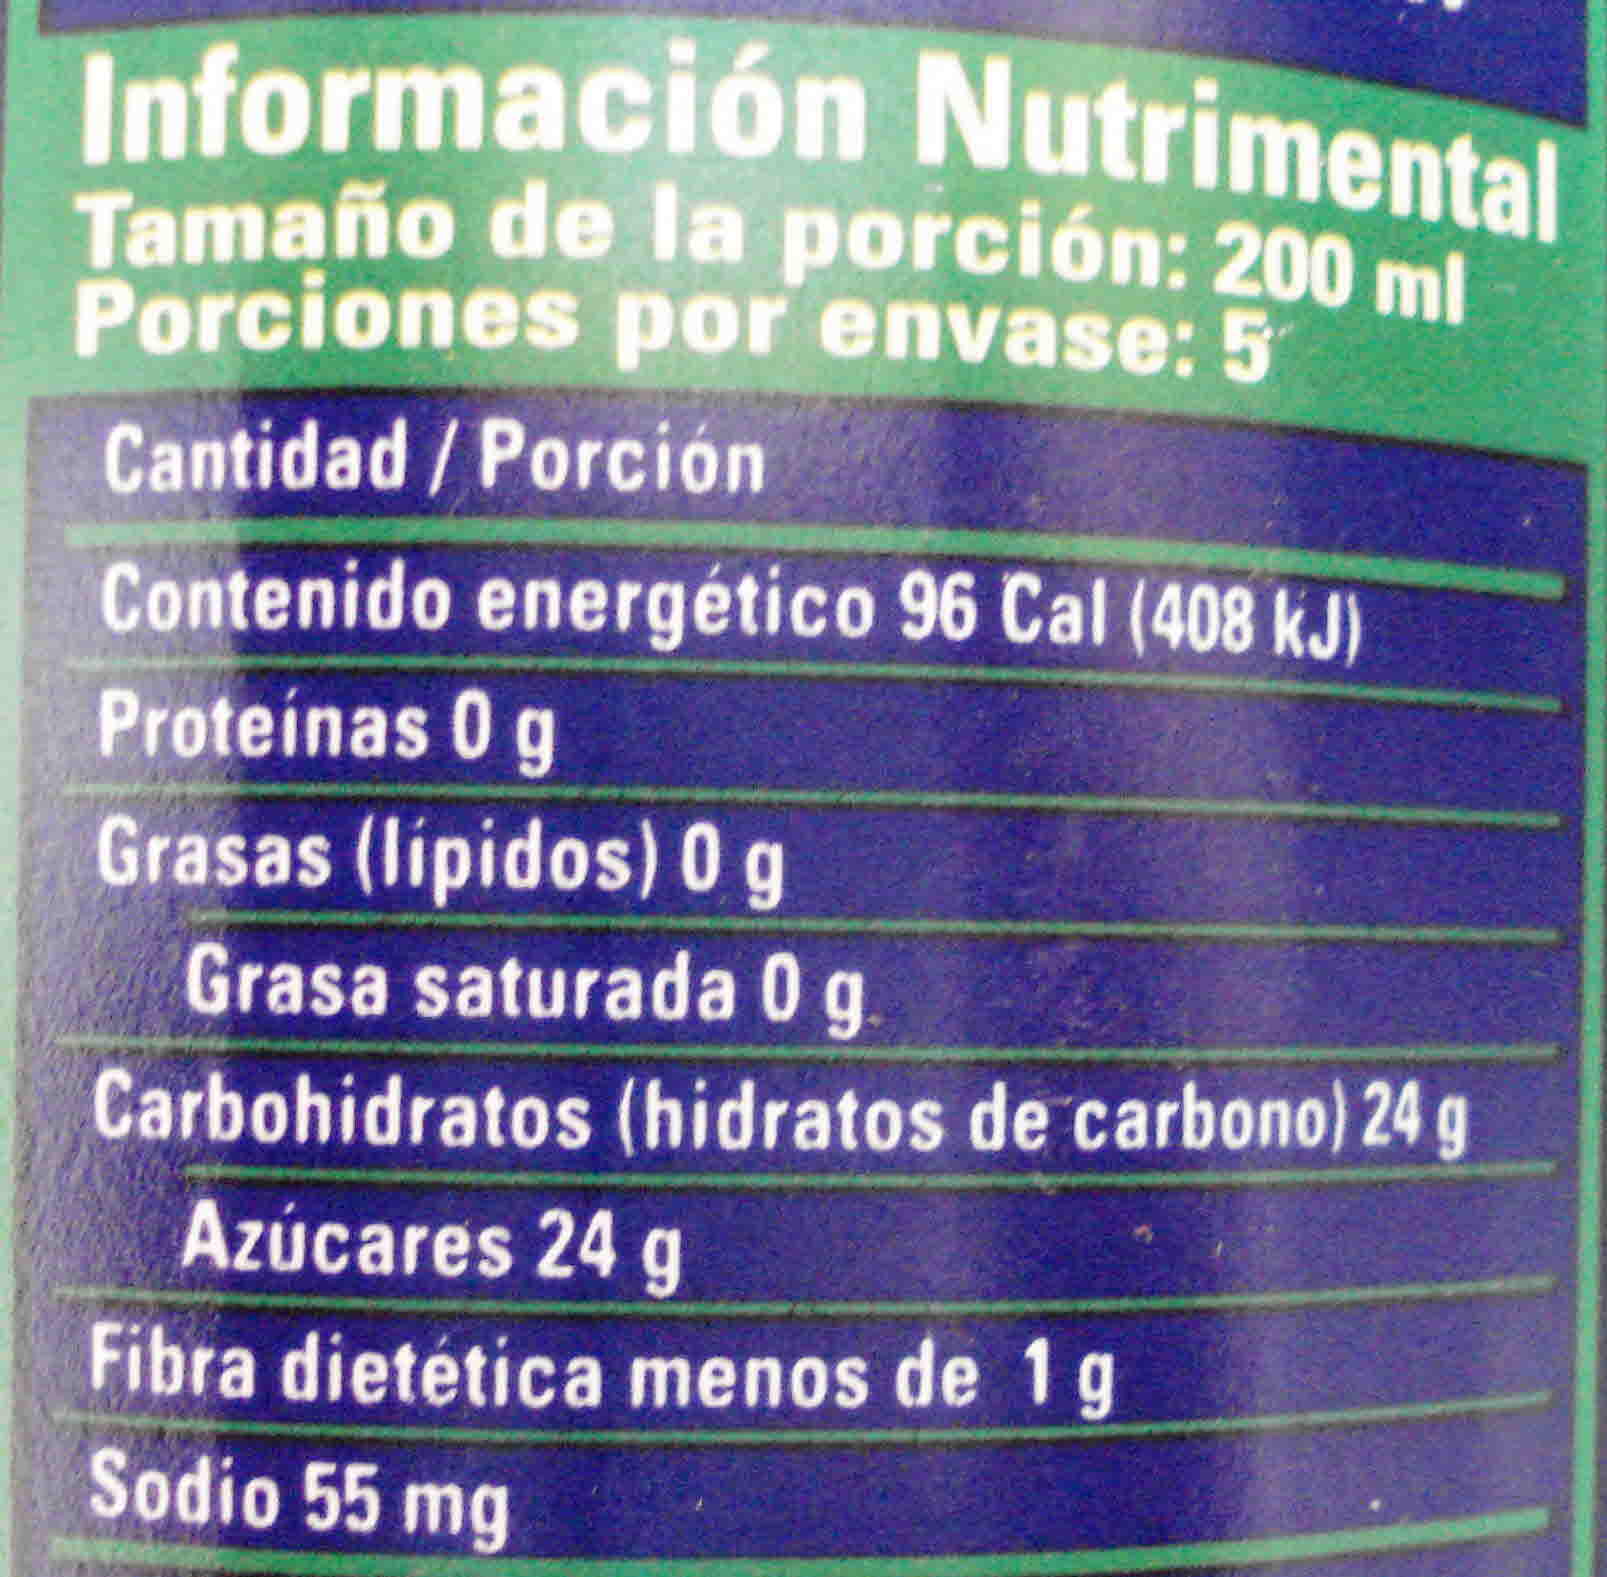 Información Nutrimental
Tamaño de la porción: 200 ml
Porciones por envase: 5
Cantidad / Porción
Contenido energético 96 Cal (408 kJ)
Proteínas 0 g
Grasas (lípidos) 0 g
Grasa saturada 0 g
Carbohidratos (hidratos de carbono) 24 g
Azúcares 24 g
Fibra dietética menos de 1 g
Sodio 55 mg